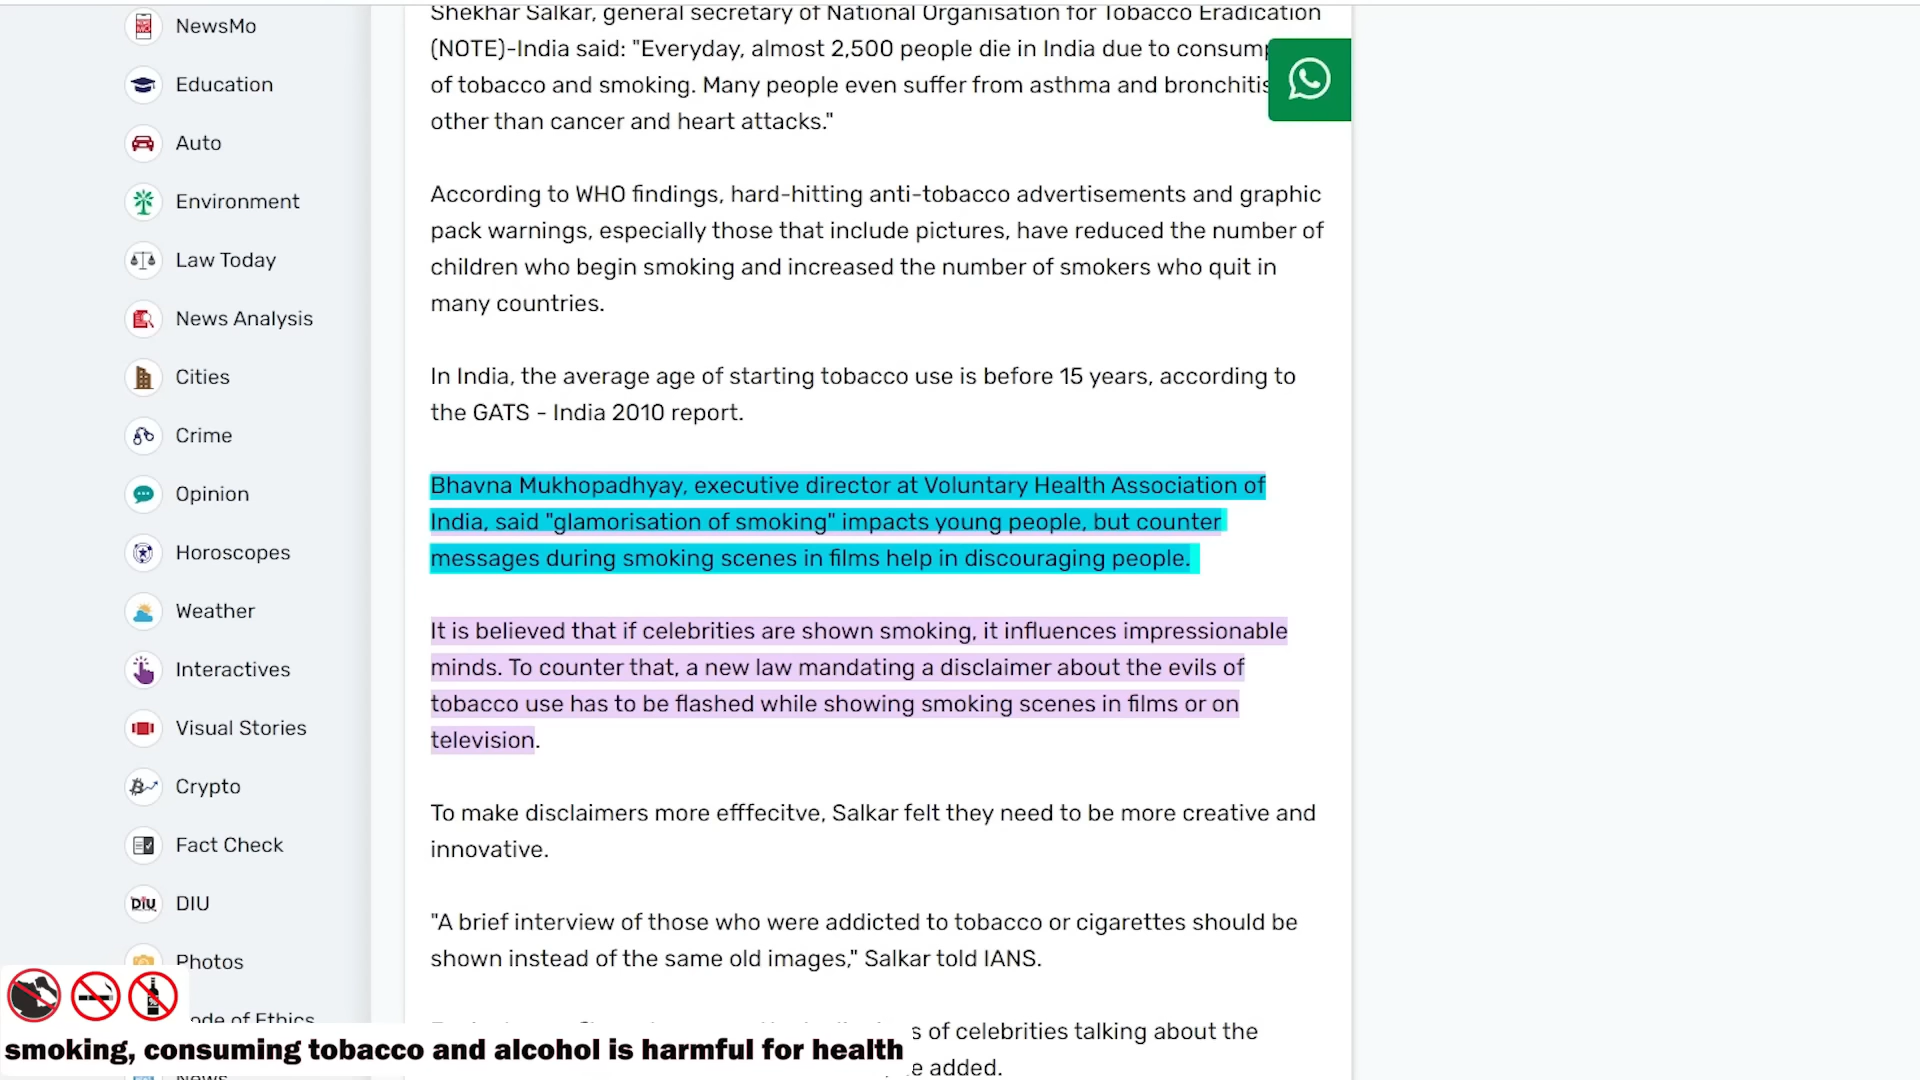 NewsMo
Education
Auto
Environment
Law Today
News Analysis
Cities
Crime
Opinion
Horoscopes
Weather
Interactives
Visual Stories
Crypto
Fact Check
DIU
DIU
Photos
ode of Ethics
News
Shekhar Salkar, general secretary of National Organisation for Tobacco Eradication
(NOTE)-India said: "Everyday, almost 2,500 people die in India due to consump
of tobacco and smoking. Many people even suffer from asthma and bronchitis
other than cancer and heart attacks."
According to WHO findings, hard-hitting anti-tobacco advertisements and graphic
pack warnings, especially those that include pictures, have reduced the number of
children who begin smoking and increased the number of smokers who quit in
many countries.
In India, the average age of starting tobacco use is before 15 years, according to
the GATS - India 2010 report.
Bhavna Mukhopadhyay, executive director at Voluntary Health Association of
India, said "glamorisation of smoking" impacts young people, but counter
messages during smoking scenes in films help in discouraging people.
It is believed that if celebrities are shown smoking, it influences impressionable
minds. To counter that, a new law mandating a disclaimer about the evils of
tobacco use has to be flashed while showing smoking scenes in films or on
television.
To make disclaimers more efffecitve, Salkar felt they need to be more creative and
innovative.
"A brief interview of those who were addicted to tobacco or cigarettes should be
shown instead of the same old images," Salkar told IANS.
s of celebrities talking about the
e added.
smoking, consuming tobacco and alcohol is harmful for health